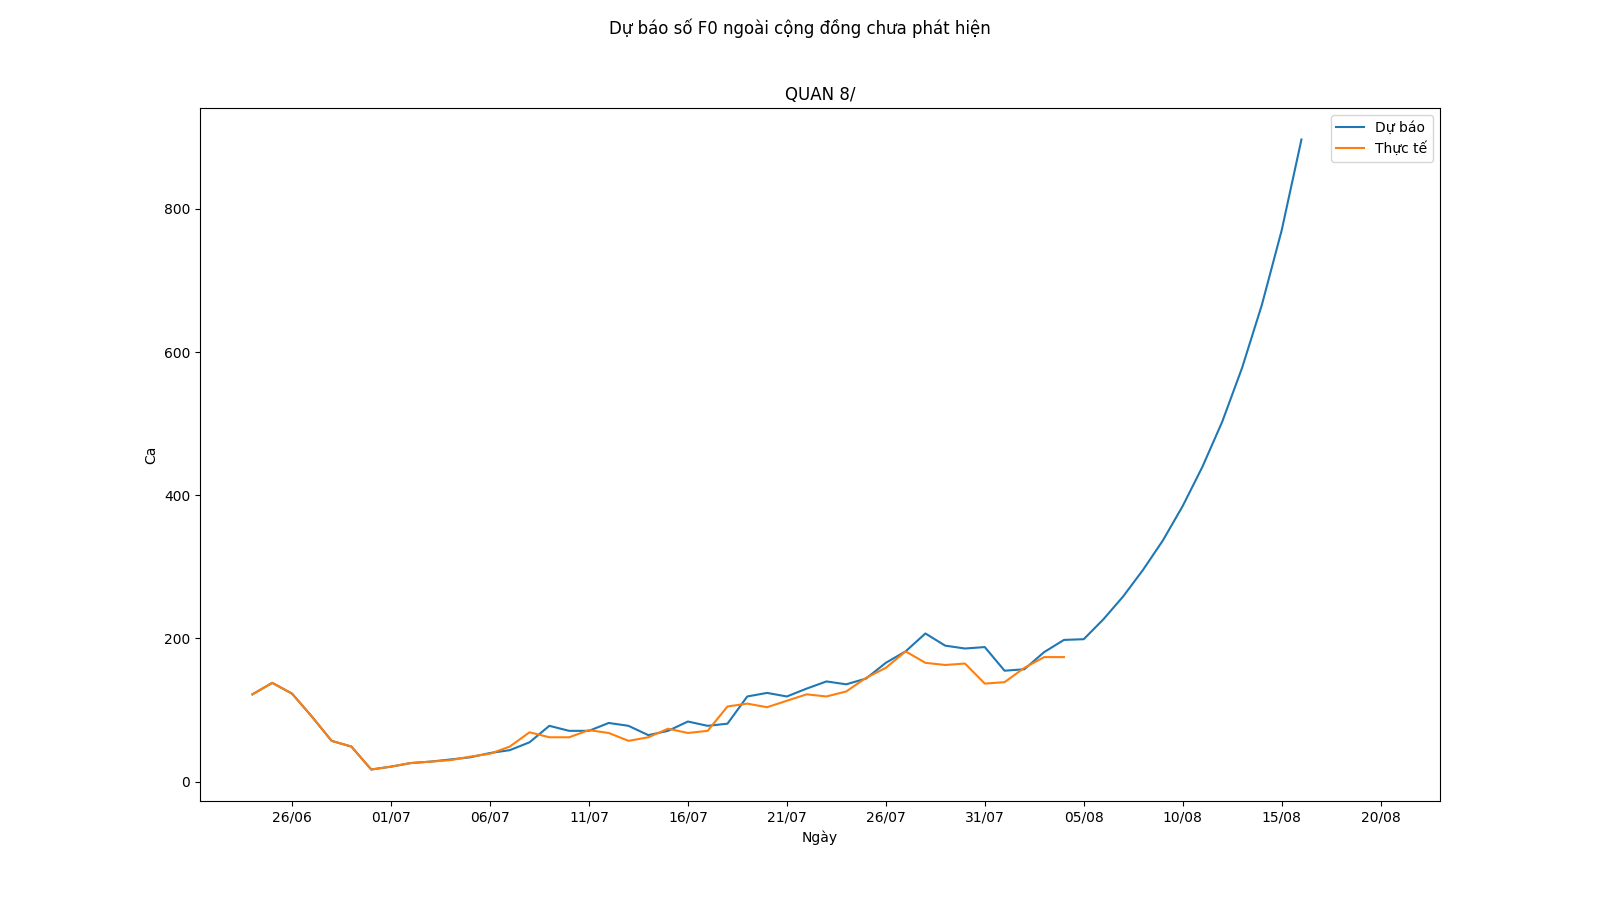 Dự báo số F0 ngoài cộng đồng chưa phát hiện
QUAN 8/
Dự báo
Thực tế
800
600
400
200
0
Ca
26/06 01/07 06/07 11/07 16/07 21/07 26/07 31/07 05/08 10/08 15/08 20/08
Ngày